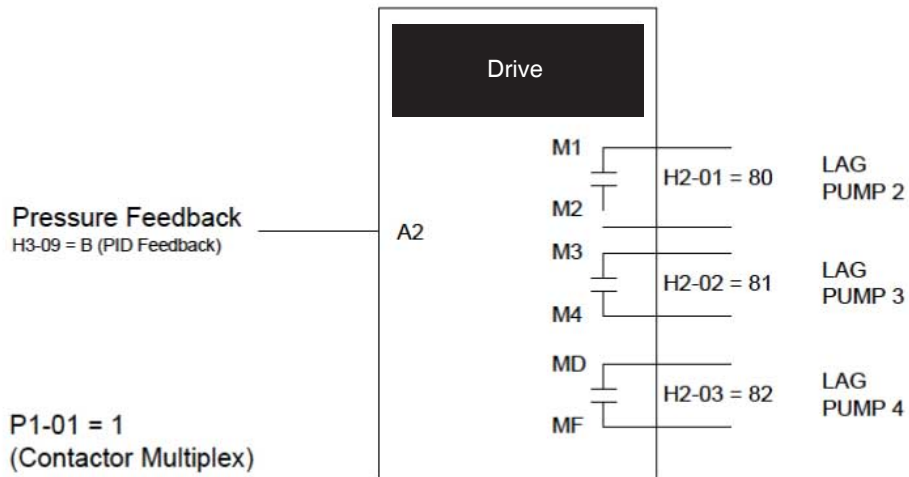 Drive
Pressure Feedback
H3-09 = B (PID Feedback)
A2
M1
M2
H2-01 = 80
LAG
PUMP 2
M3
M4
H2-02 = 81
LAG
PUMP 3
MD
MF
H2-03 = 82
LAG
PUMP 4
P1-01 = 1
(Contactor Multiplex)